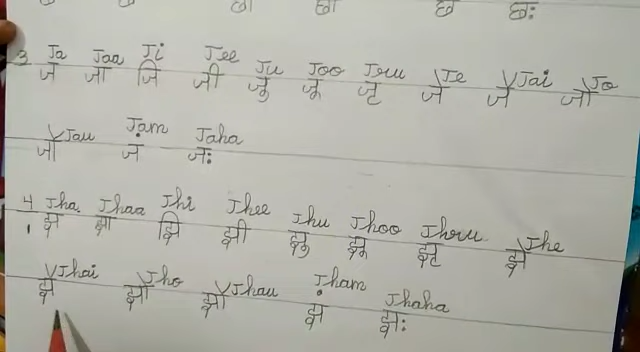 छी छौ छं छः
3 Ja Jaa Ji Jee Ju Joo Jru Je Jai Jo
ज जा जि जी जु जू जृ जे जै जो
Jau Jam Jaha
जौ जं जः
4 Jha Jhaa Jhi Jhee Jhu Jhoo Jhru Jhe
झ झा झि झी झु झू झृ झे
Jhai Jho Jhau Jham Jhaha
झै झो झौ झं झः